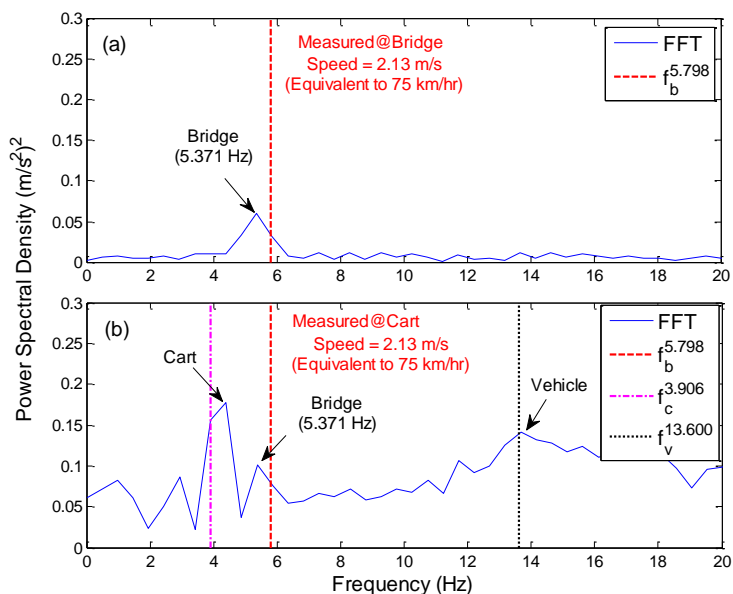 Power Spectral Density (m/s²)²
0.3
0.25
0.2
0.15
0.1
0.05
0
(a)
Measured@Bridge
Speed = 2.13 m/s
(Equivalent to 75 km/hr)
Bridge
(5.371 Hz)
FFT
f_b^5.798
0 2 4 6 8 10 12 14 16 18 20
0.3
0.25
0.2
0.15
0.1
0.05
0
(b)
Measured@Cart
Speed = 2.13 m/s
(Equivalent to 75 km/hr)
Cart
Bridge
(5.371 Hz)
Vehicle
FFT
f_b^5.798
f_c^3.906
f_v^13.600
0 2 4 6 8 10 12 14 16 18 20
Frequency (Hz)